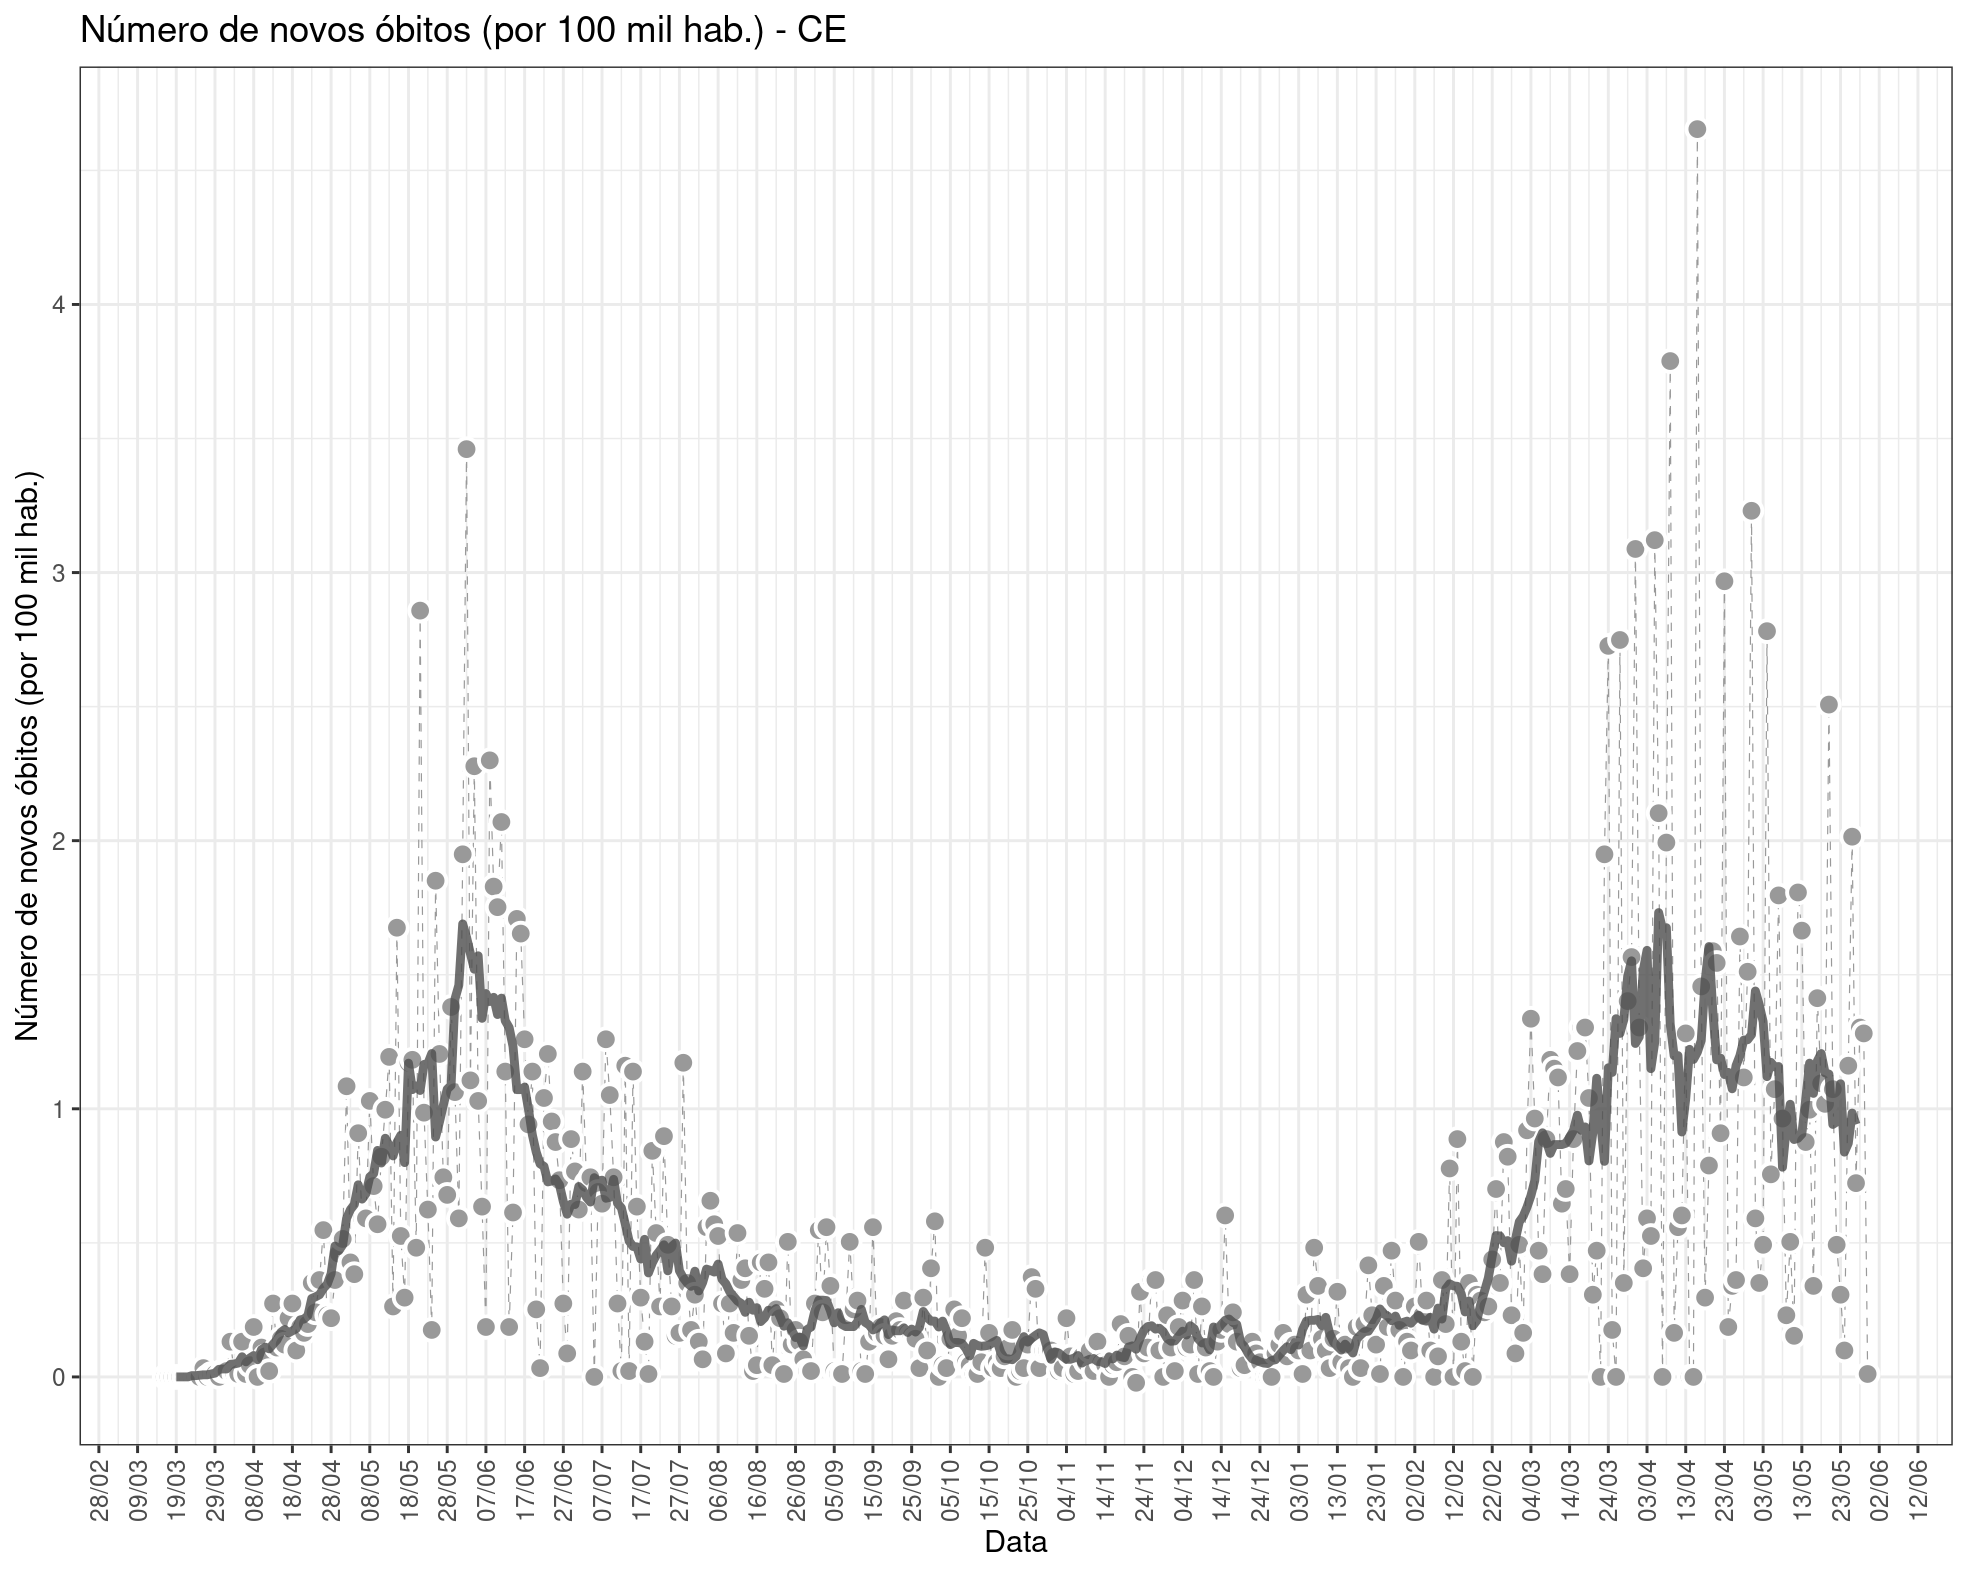 Número de novos óbitos (por 100 mil hab.) - CE
Número de novos óbitos (por 100 mil hab.)
4
3
2
1
0
28/02 09/03 19/03 29/03 08/04 18/04 28/04 08/05 18/05 28/05 07/06 17/06 27/06 07/07 17/07 27/07 06/08 16/08 26/08 05/09 15/09 25/09 05/10 15/10 25/10 04/11 14/11 24/11 04/12 14/12 24/12 03/01 13/01 23/01 02/02 12/02 22/02 04/03 14/03 24/03 03/04 13/04 23/04 03/05 13/05 23/05 02/06 12/06
Data